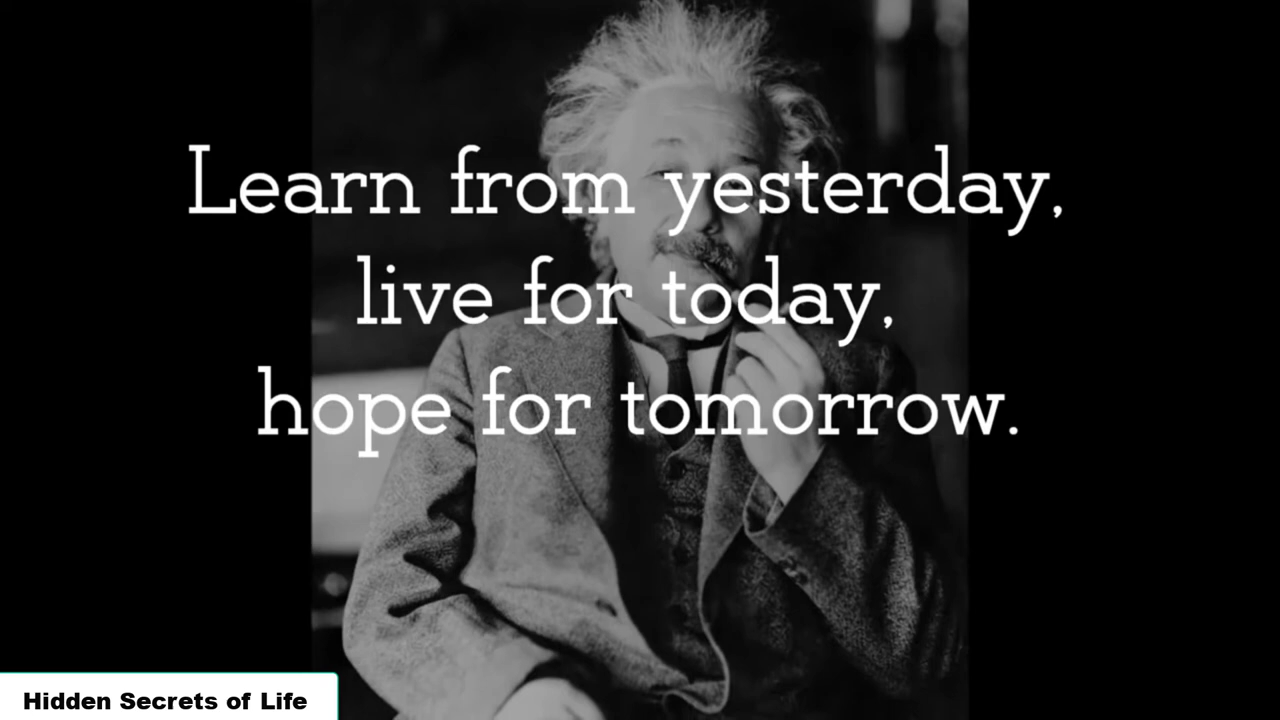 Learn from yesterday,
live for today,
hope for tomorrow.
Hidden Secrets of Life